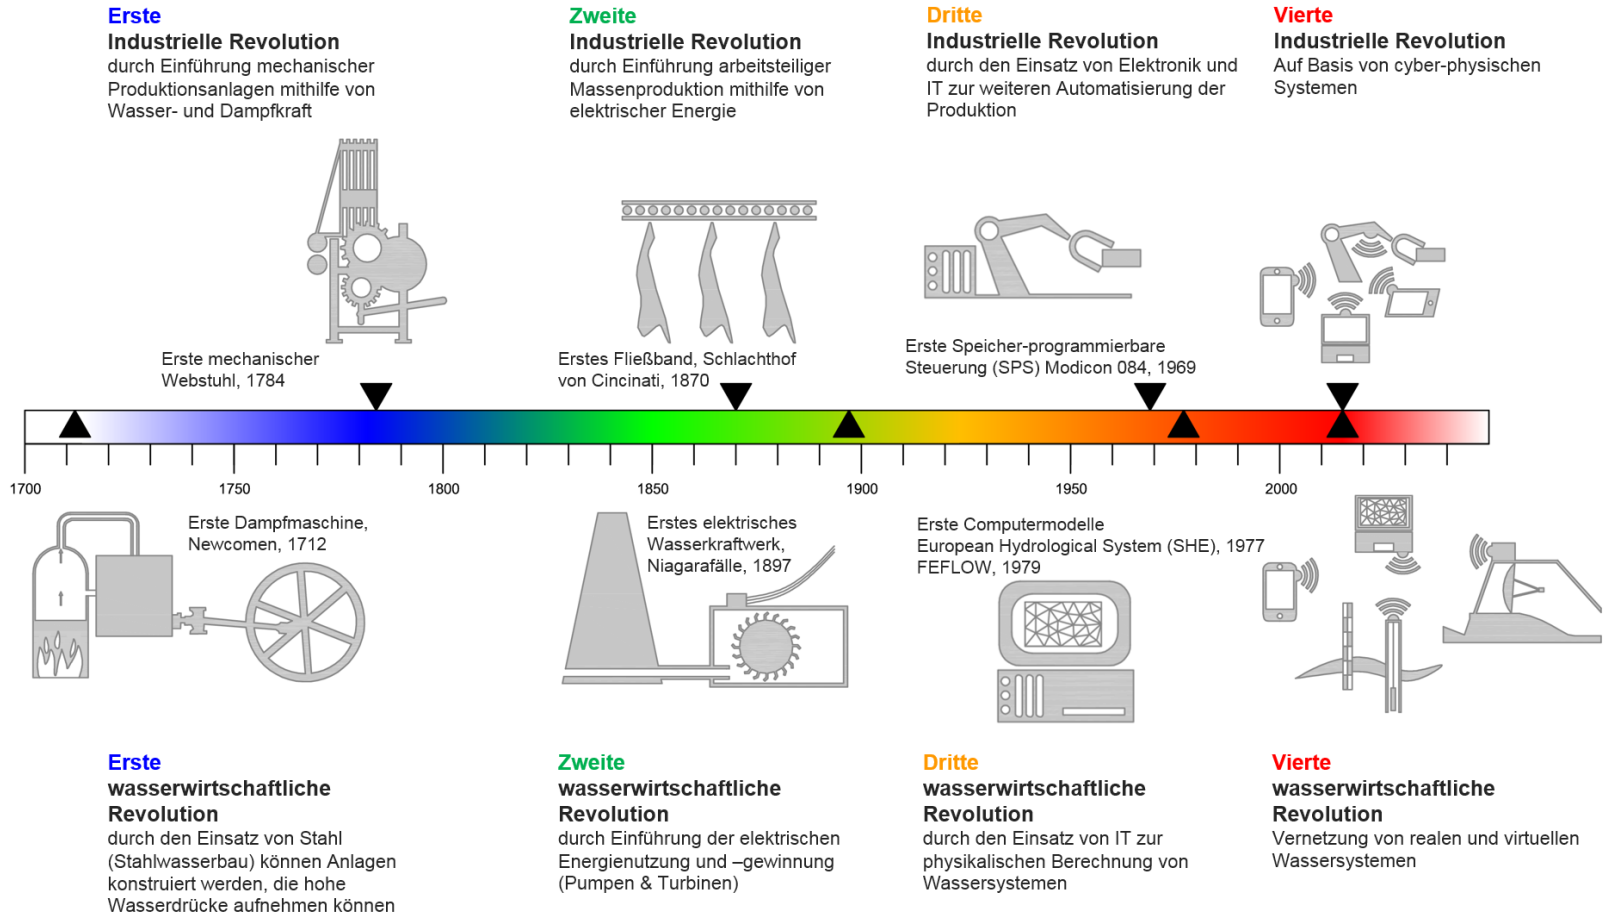 Erste
Industrielle Revolution
durch Einführung mechanischer
Produktionsanlagen mithilfe von
Wasser- und Dampfkraft
Zweite
Industrielle Revolution
durch Einführung arbeitsteiliger
Massenproduktion mithilfe von
elektrischer Energie
Dritte
Industrielle Revolution
durch den Einsatz von Elektronik und
IT zur weiteren Automatisierung der
Produktion
Vierte
Industrielle Revolution
Auf Basis von cyber-physischen
Systemen
Erste mechanischer
Webstuhl, 1784
Erstes Fließband, Schlachthof
von Cincinati, 1870
Erste Speicher-programmierbare
Steuerung (SPS) Modicon 084, 1969
1700
1750
1800
1850
1900
1950
2000
Erste Dampfmaschine,
Newcomen, 1712
Erstes elektrisches
Wasserkraftwerk,
Niagarafälle, 1897
Erste Computermodelle
European Hydrological System (SHE), 1977
FEFLOW, 1979
Erste
wasserwirtschaftliche
Revolution
durch den Einsatz von Stahl
(Stahlwasserbau) können Anlagen
konstruiert werden, die hohe
Wasserdrücke aufnehmen können
Zweite
wasserwirtschaftliche
Revolution
durch Einführung der elektrischen
Energienutzung und –gewinnung
(Pumpen & Turbinen)
Dritte
wasserwirtschaftliche
Revolution
durch den Einsatz von IT zur
physikalischen Berechnung von
Wassersystemen
Vierte
wasserwirtschaftliche
Revolution
Vernetzung von realen und virtuellen
Wassersystemen